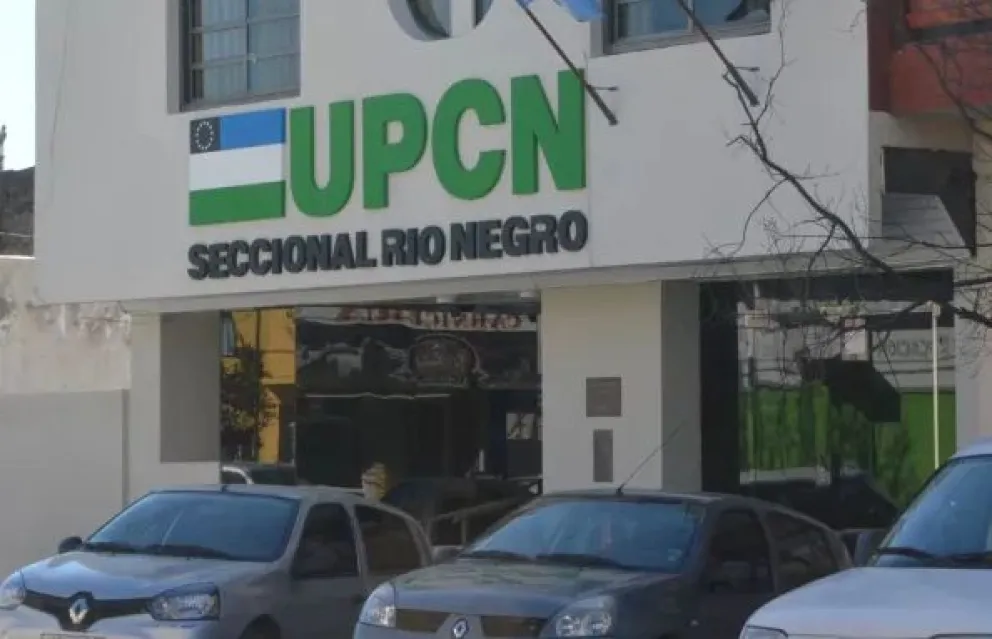 UPCN
SECCIONAL RIO NEGRO